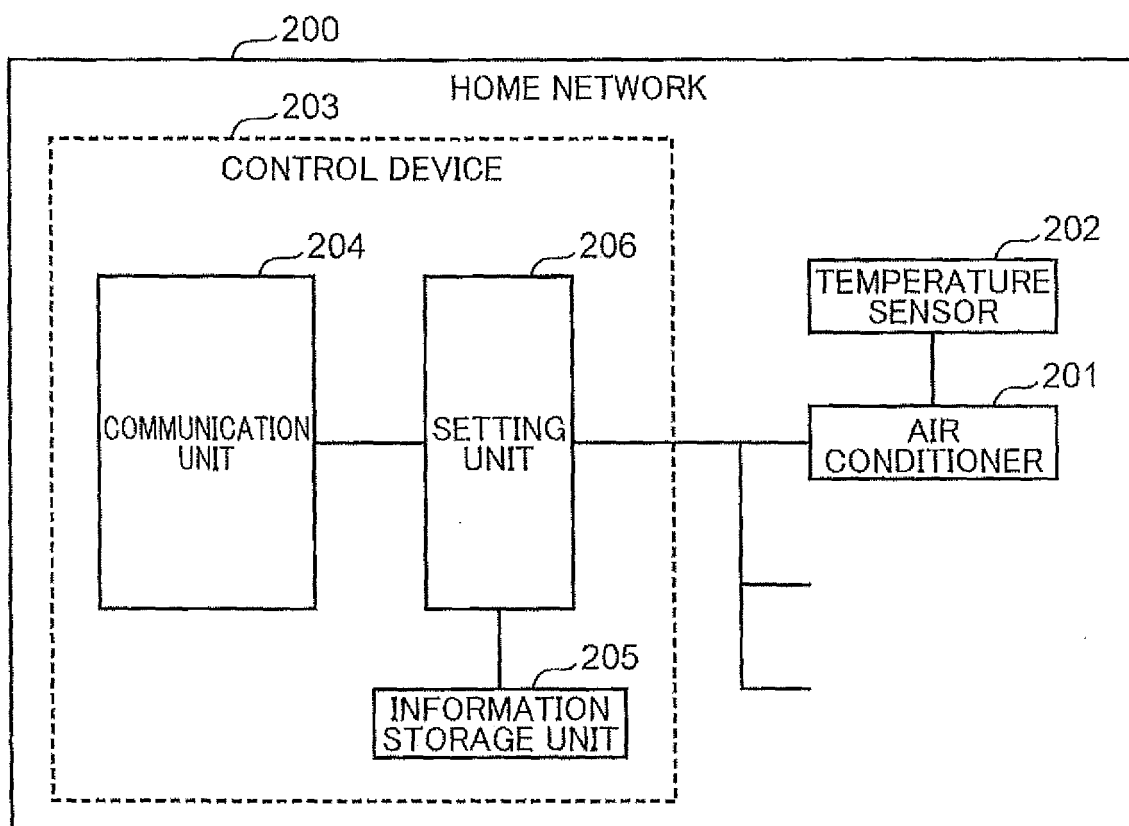 200
HOME NETWORK
203
CONTROL DEVICE
204
206
202
TEMPERATURE
SENSOR
201
COMMUNICATION
UNIT
SETTING
UNIT
AIR
CONDITIONER
205
INFORMATION
STORAGE UNIT